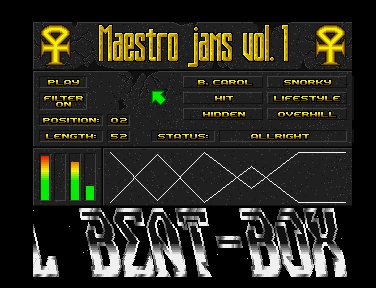 Maestro jams vol. 1
PLAY B. CAROL SNORKY
FILTER ON HIT LIFESTYLE
POSITION: 02 HIDDEN OVERHILL
LENGTH: 52 STATUS: ALLRIGHT
L BEAT-BOX